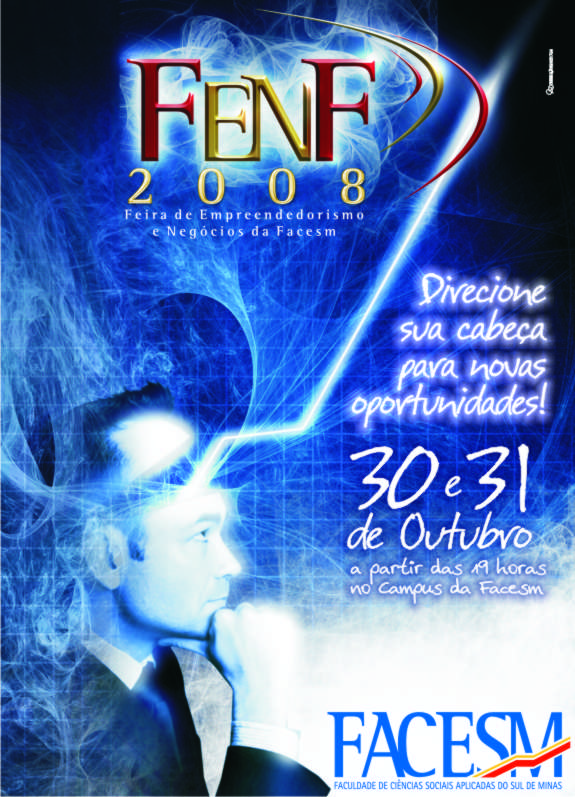 FENF
2008
Feira de Empreendedorismo
e Negócios da Facesm
Direcione
sua cabeça
para novas
oportunidades!
30 e 31
de Outubro
a partir das 19 horas
no Campus da Facesm
FACESM
FACULDADE DE CIÊNCIAS SOCIAIS APLICADAS DO SUL DE MINAS